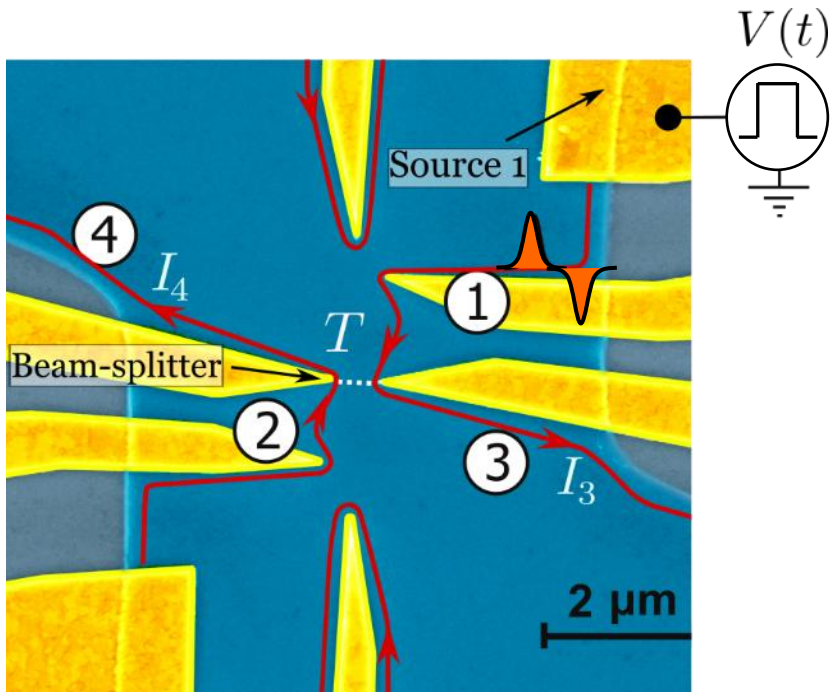 V(t)
Source 1
4
I₄
1
T
Beam-splitter
2
3
I₃
2 µm